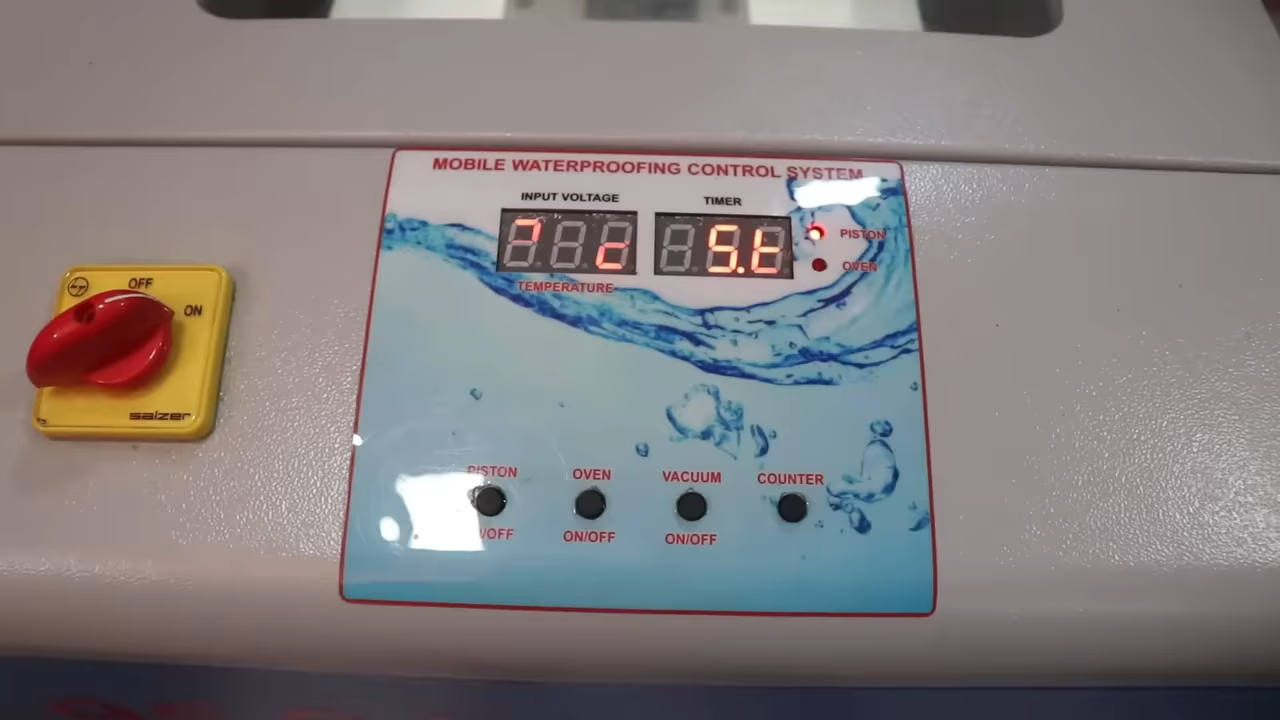 MOBILE WATERPROOFING CONTROL SYSTEM
INPUT VOLTAGE
TIMER
5.t
PISTON
OVEN
TEMPERATURE
OFF
ON
salzer
PISTON
OVEN
VACUUM
COUNTER
/OFF
ON/OFF
ON/OFF